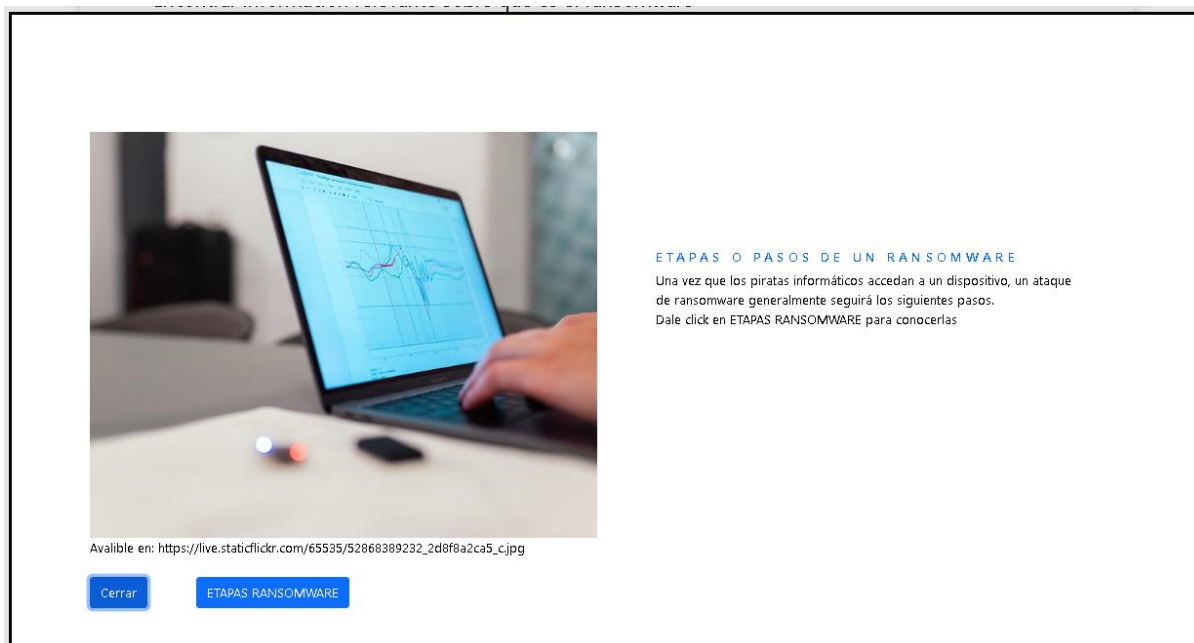 ETAPAS O PASOS DE UN RANSOMWARE
Una vez que los piratas informáticos accedan a un dispositivo, un ataque
de ransomware generalmente seguirá los siguientes pasos.
Dale click en ETAPAS RANSOMWARE para conocerlas
Avalible en: https://live.staticflickr.com/65535/52868389232_2d8f8a2ca5_c.jpg
Cerrar
ETAPAS RANSOMWARE